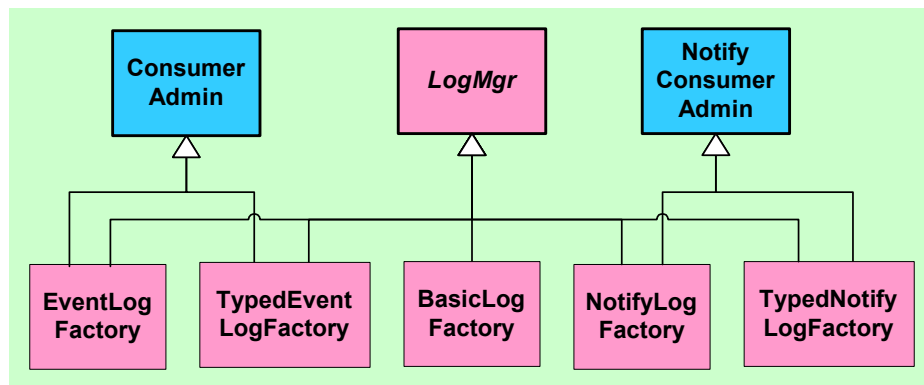 Consumer
Admin
LogMgr
Notify
Consumer
Admin
EventLog
Factory
TypedEvent
LogFactory
BasicLog
Factory
NotifyLog
Factory
TypedNotify
LogFactory